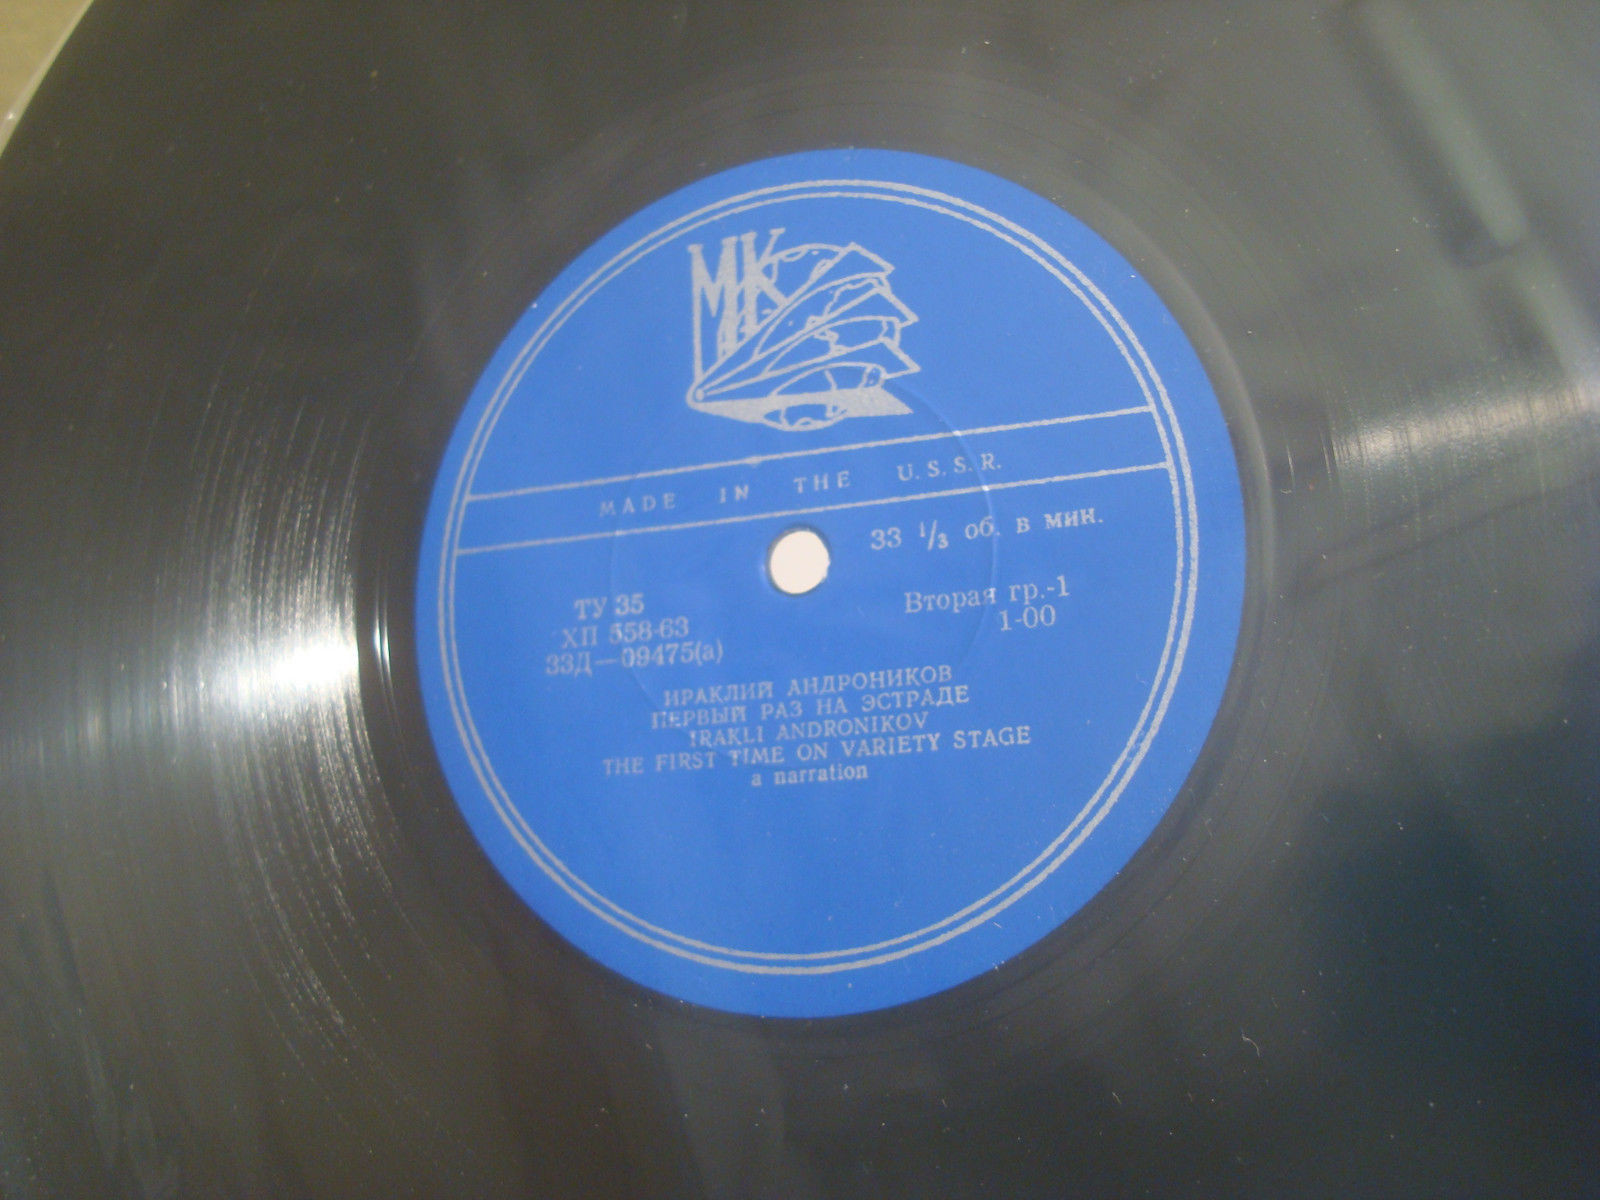 МК
MADE IN THE U.S.S.R.
33 1/3 об. в мин.
ТУ 35
ХП 558-63
33Д—09475(а)
Вторая гр.-1
1-00
ИРАКЛИЙ АНДРОНИКОВ
ПЕРВЫЙ РАЗ НА ЭСТРАДЕ
IRAKLI ANDRONIKOV
THE FIRST TIME ON VARIETY STAGE
a narration